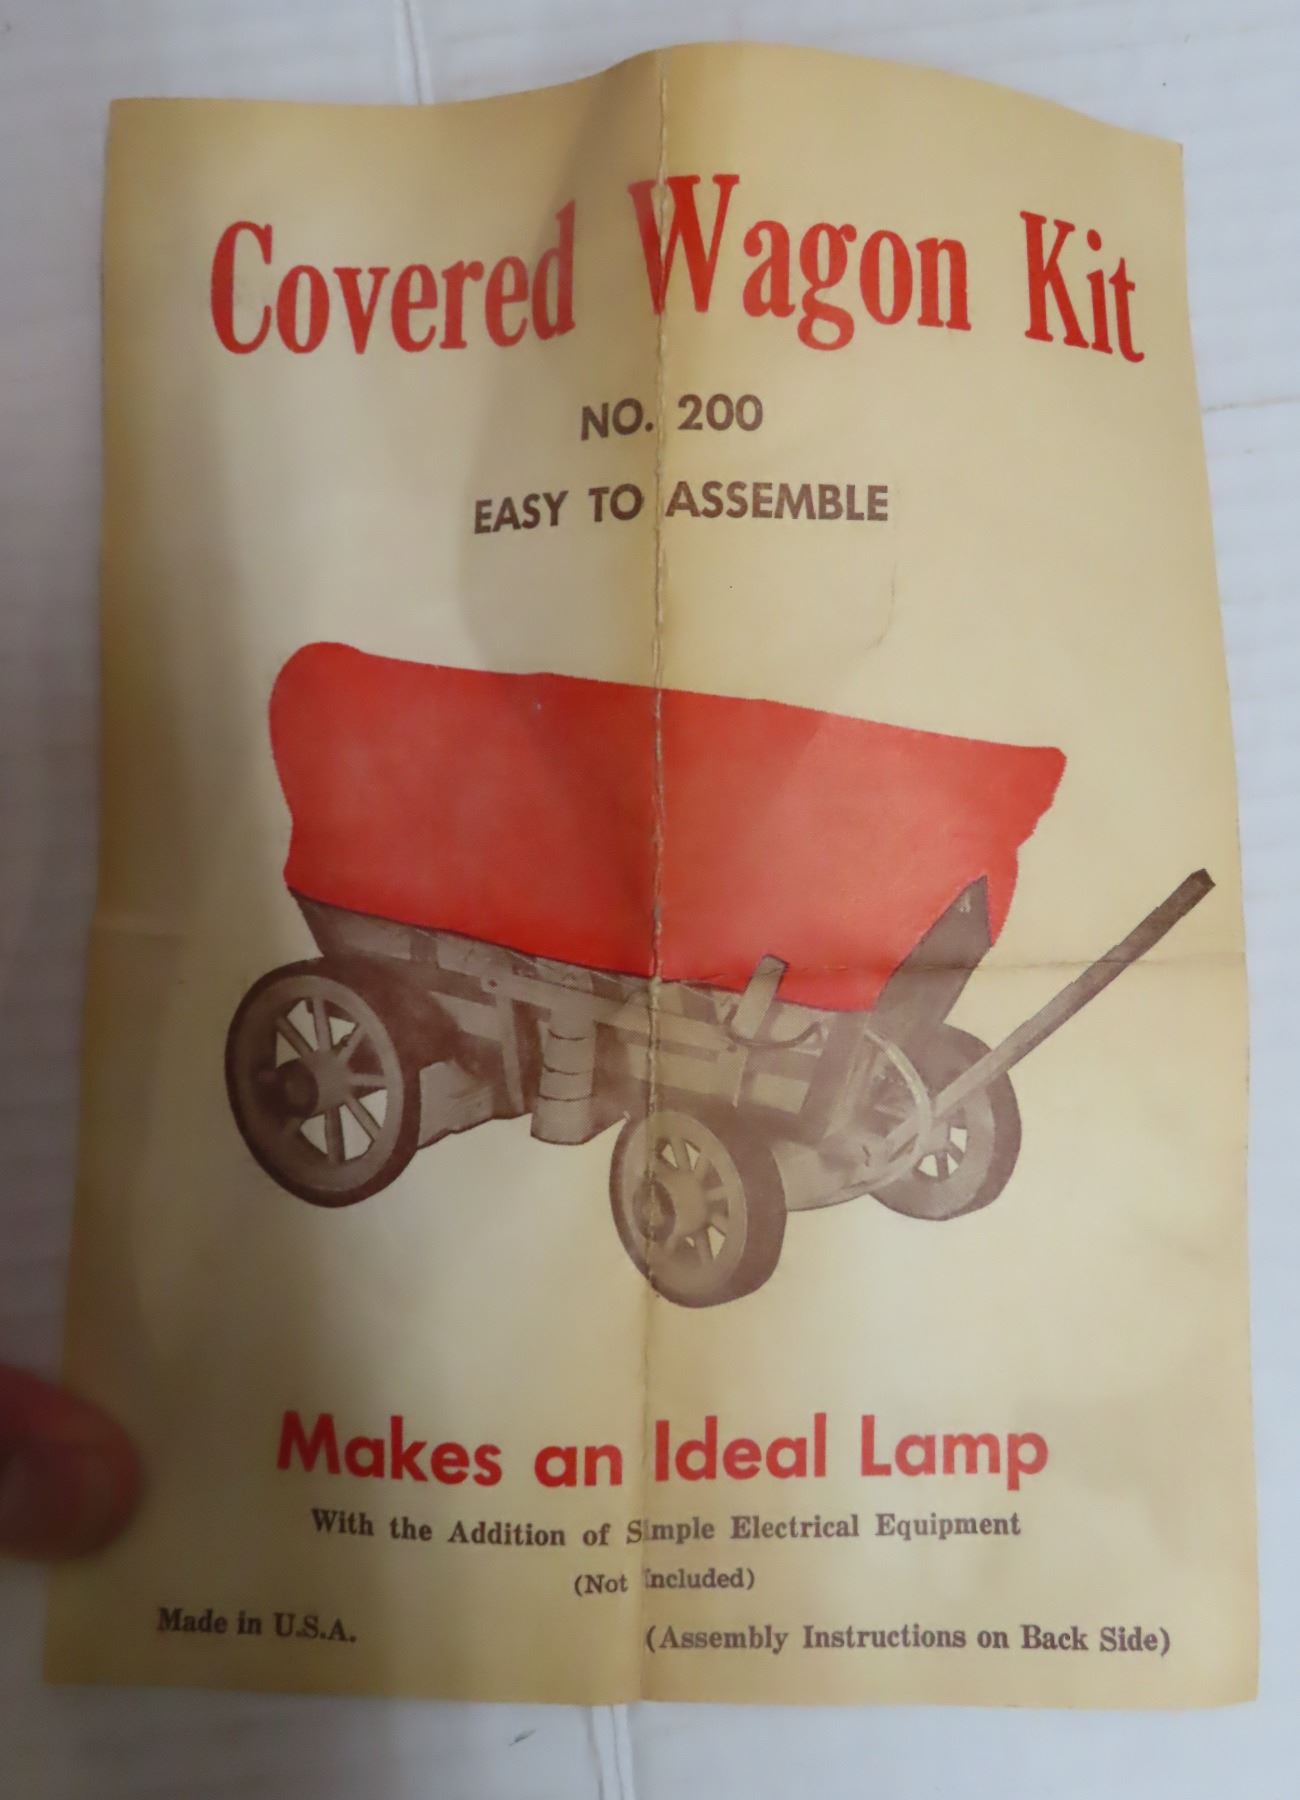 Covered Wagon Kit
NO. 200
EASY TO ASSEMBLE
Makes an Ideal Lamp
With the Addition of Simple Electrical Equipment
(Not Included)
Made in U.S.A.
(Assembly Instructions on Back Side)